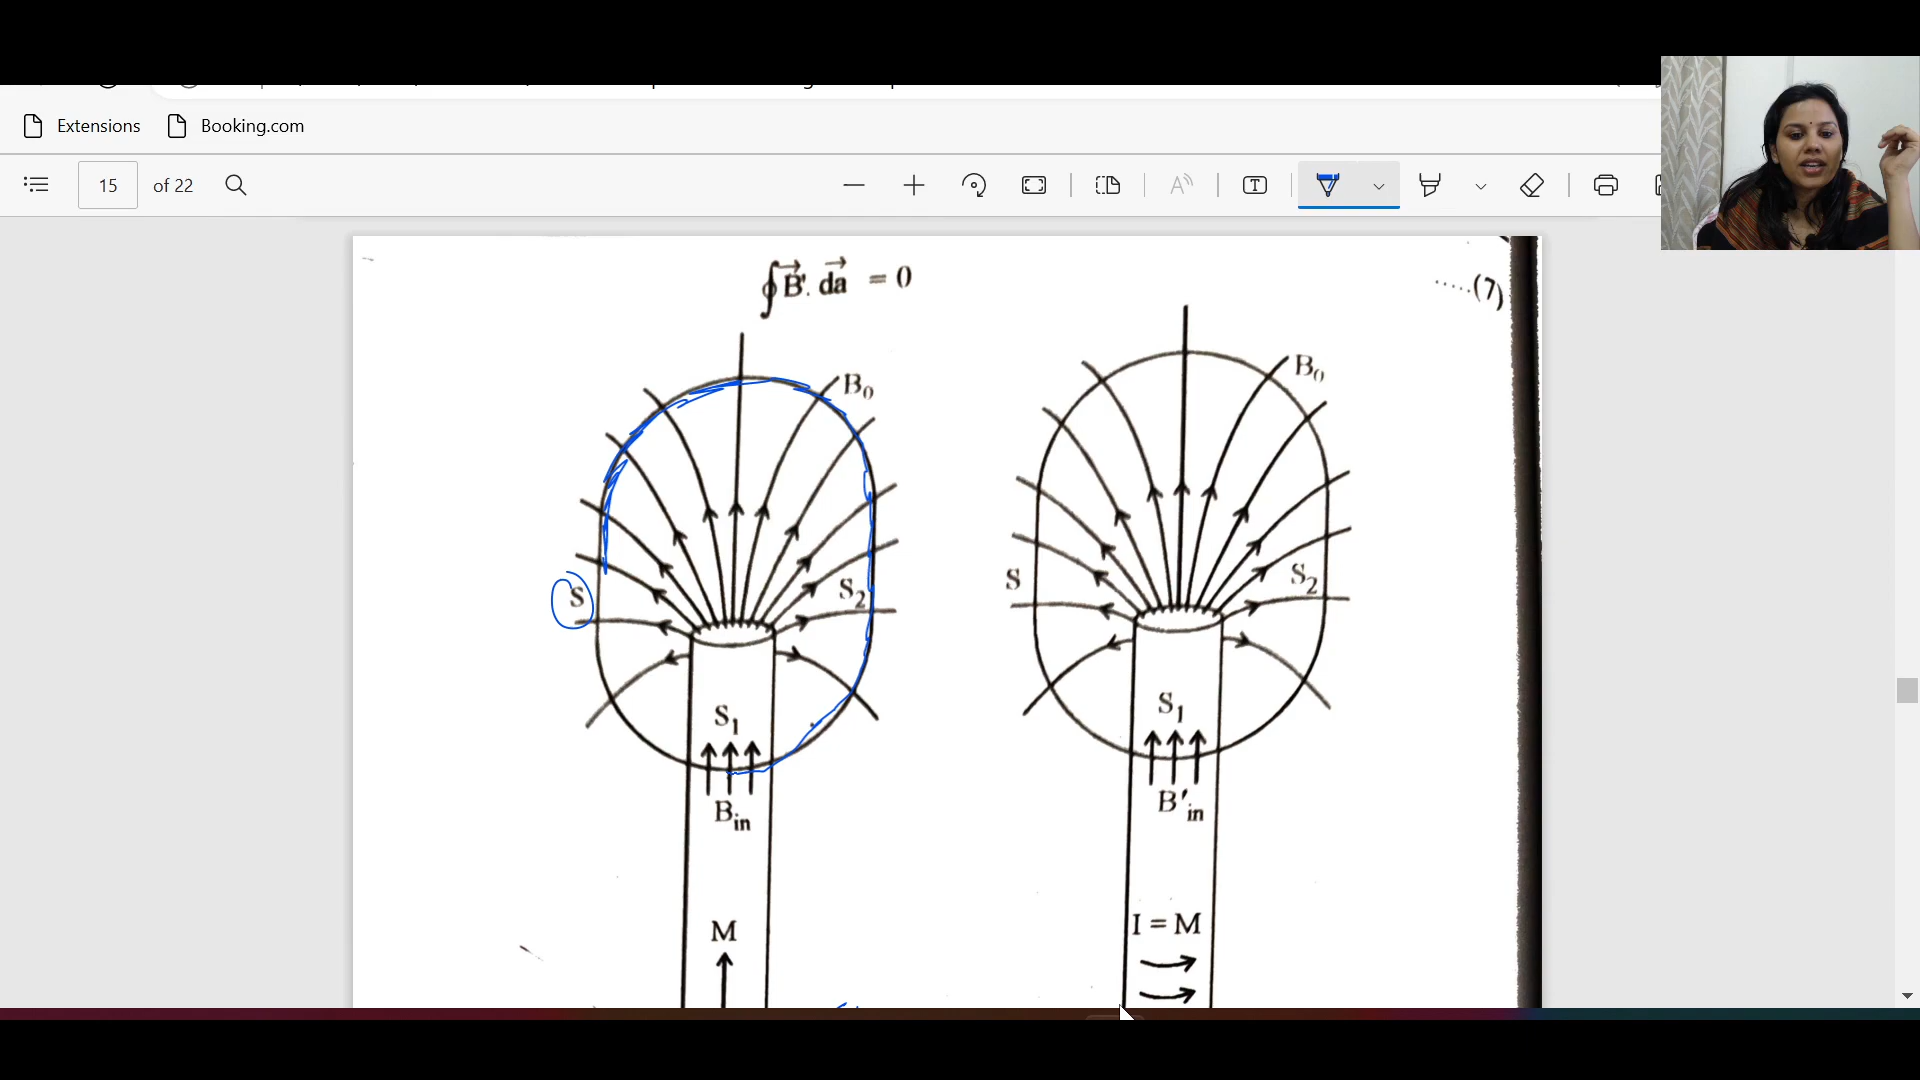 Extensions Booking.com
15 of 22
∮B⃗'. da⃗ = 0 .....(7)
B₀ B₀
S S₂ S S₂
S₁ S₁
Bᵢₙ B'ᵢₙ
M I = M